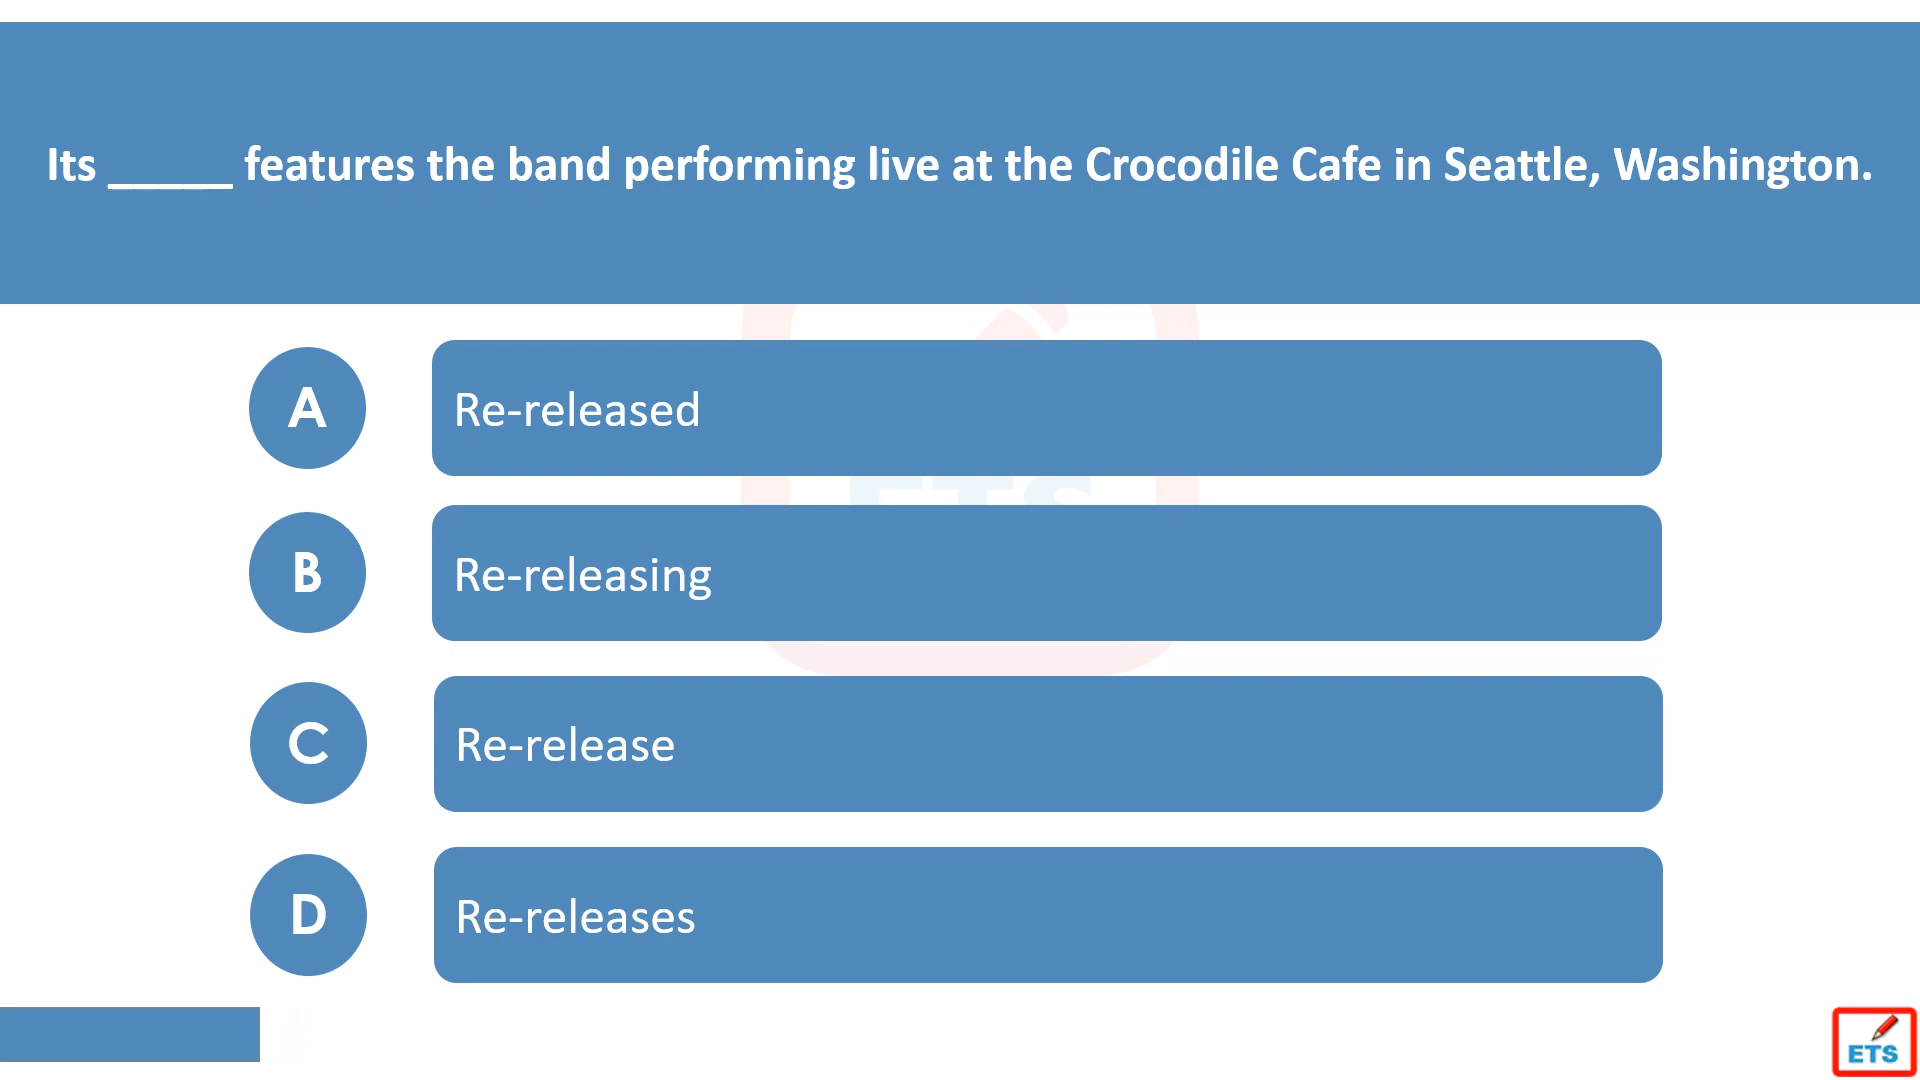 Its _____ features the band performing live at the Crocodile Cafe in Seattle, Washington.
A
Re-released
B
Re-releasing
C
Re-release
D
Re-releases
ETS